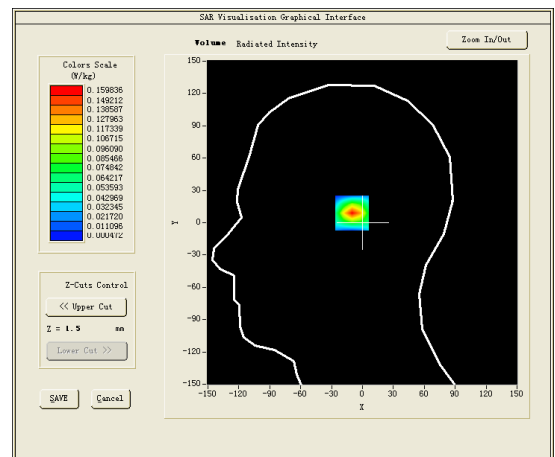 SAR Visualisation Graphical Interface
Volume Radiated Intensity
Zoom In/Out
Colors Scale
(W/kg)
0.159836
0.149212
0.138587
0.127963
0.117339
0.106715
0.096090
0.085466
0.074842
0.064217
0.053593
0.042969
0.032345
0.021720
0.011096
0.000472
150
120
90
60
30
0
-30
-60
-90
-120
-150
Y
-150 -120 -90 -60 -30 0 30 60 90 120 150
X
Z-Cuts Control
<< Upper Cut
Z = 1.5 mm
Lower Cut >>
SAVE
Cancel